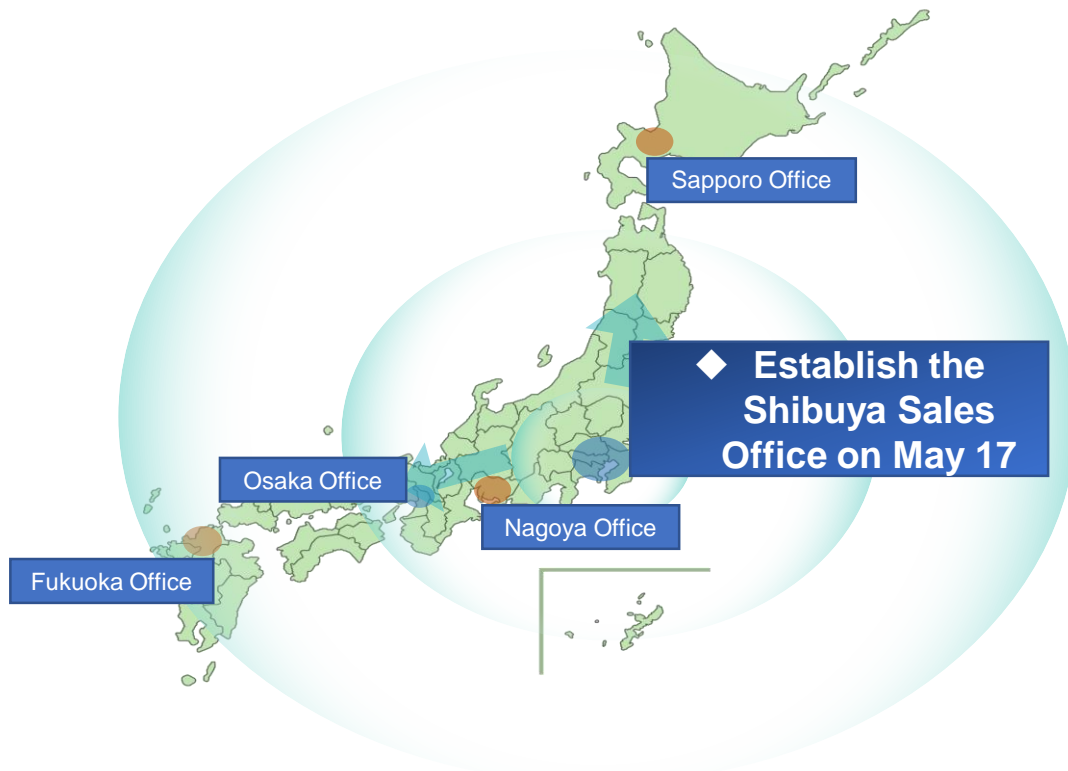 Sapporo Office
◆ Establish the
Shibuya Sales
Office on May 17
Osaka Office
Nagoya Office
Fukuoka Office